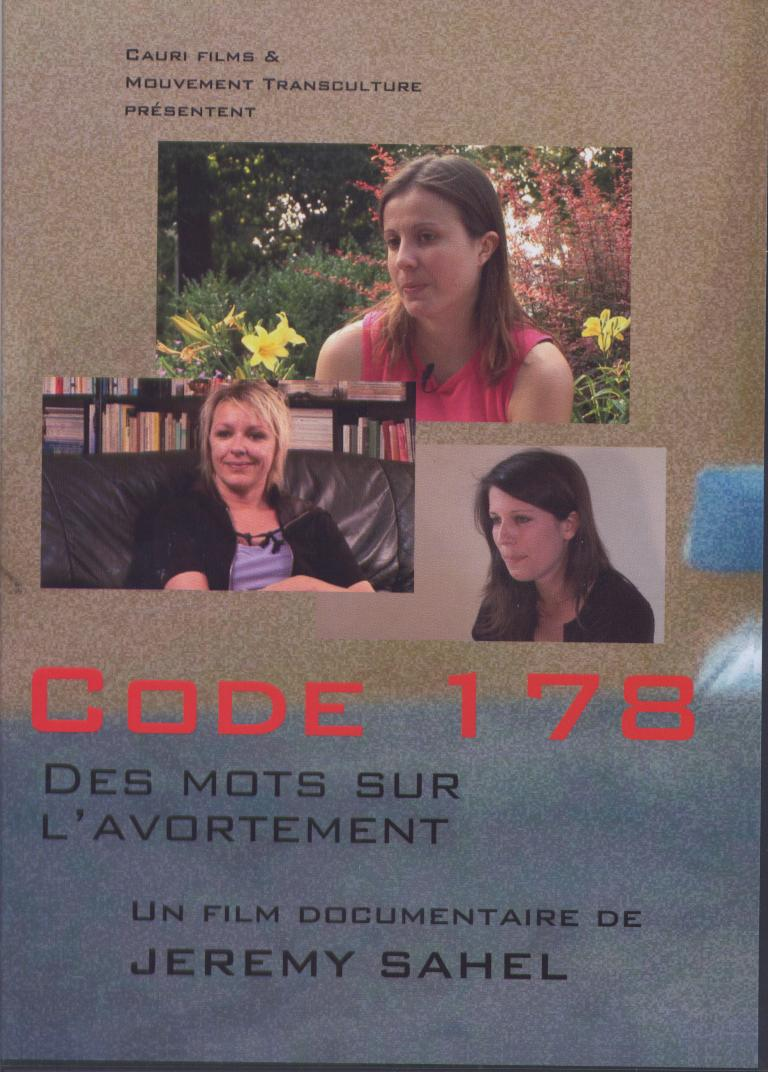 Cauri films &
Mouvement Transculture
présentent
Code 178
Des mots sur
l'avortement
Un film documentaire de
Jeremy Sahel